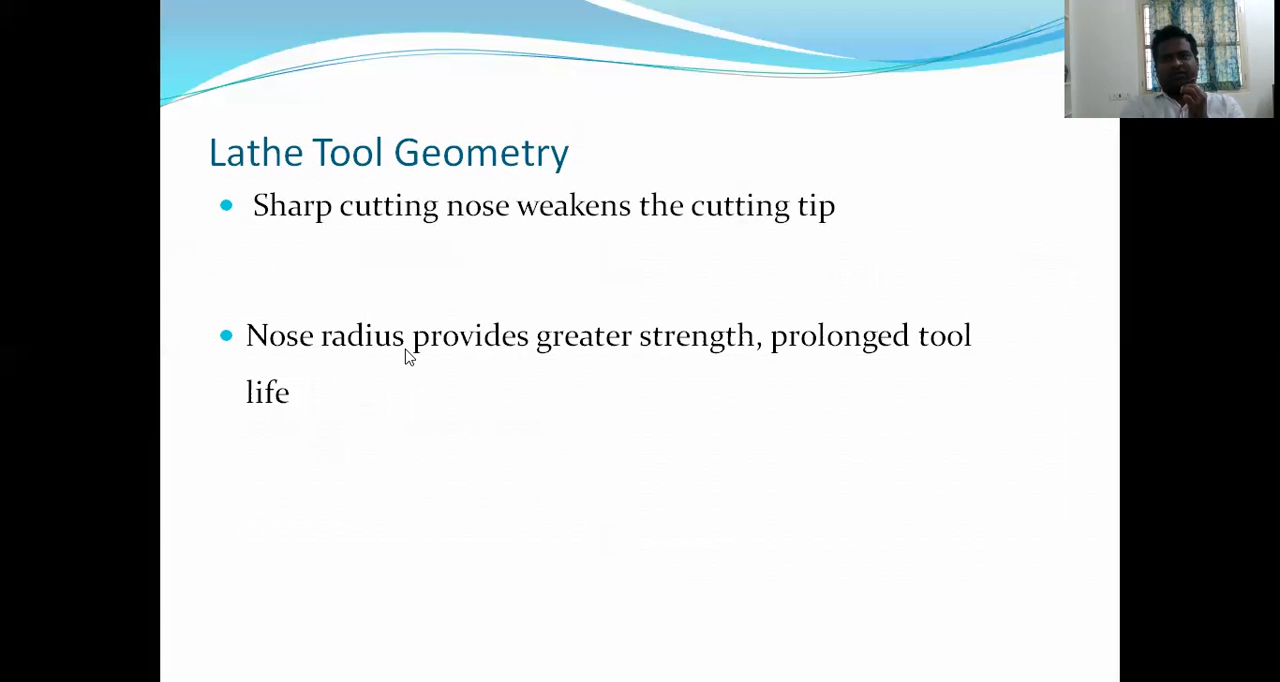 Lathe Tool Geometry
Sharp cutting nose weakens the cutting tip
Nose radius provides greater strength, prolonged tool
life